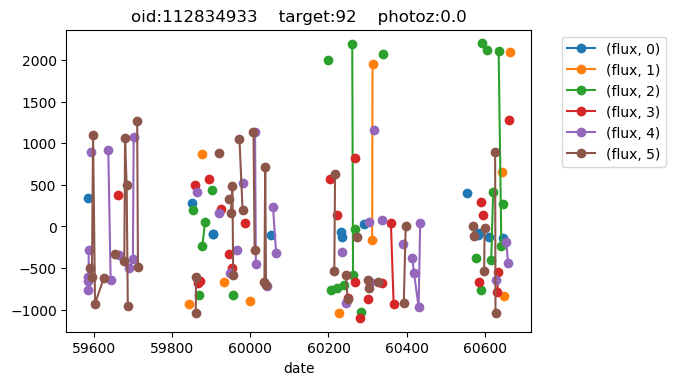 oid:112834933 target:92 photoz:0.0
2000
1500
1000
500
0
−500
−1000
59600 59800 60000 60200 60400 60600
date
(flux, 0)
(flux, 1)
(flux, 2)
(flux, 3)
(flux, 4)
(flux, 5)